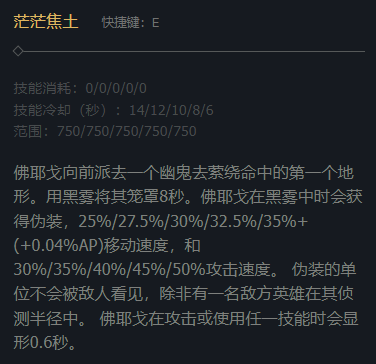 茫茫焦土 快捷键：E
技能消耗：0/0/0/0/0
技能冷却（秒）：14/12/10/8/6
范围：750/750/750/750/750
佛耶戈向前派去一个幽鬼去萦绕命中的第一个地
形。用黑雾将其笼罩8秒。佛耶戈在黑雾中时会获
得伪装，25%/27.5%/30%/32.5%/35%+
(+0.04%AP)移动速度，和
30%/35%/40%/45%/50%攻击速度。 伪装的单
位不会被敌人看见，除非有一名敌方英雄在其侦
测半径中。 佛耶戈在攻击或使用任一技能时会显
形0.6秒。